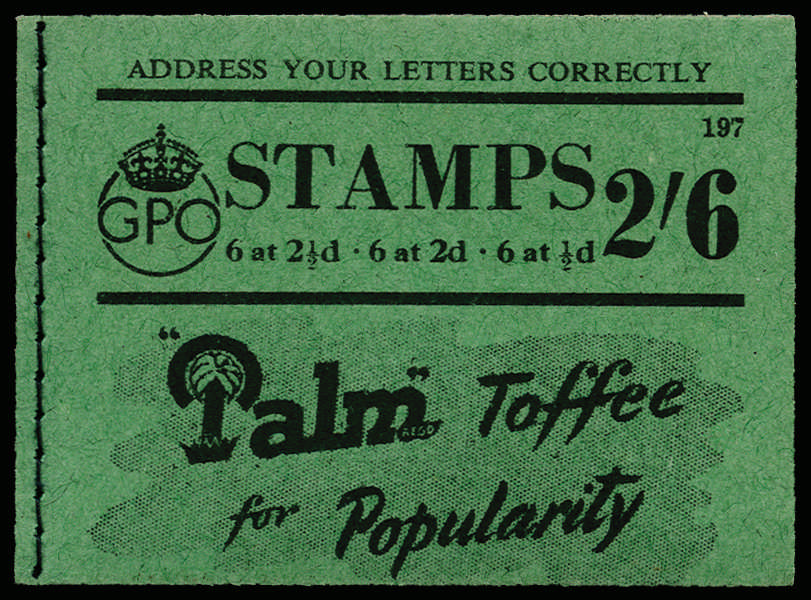 ADDRESS YOUR LETTERS CORRECTLY
197
GPO
STAMPS 2/6
6 at 2½d · 6 at 2d · 6 at ½d
"Palm" REGD Toffee
for Popularity